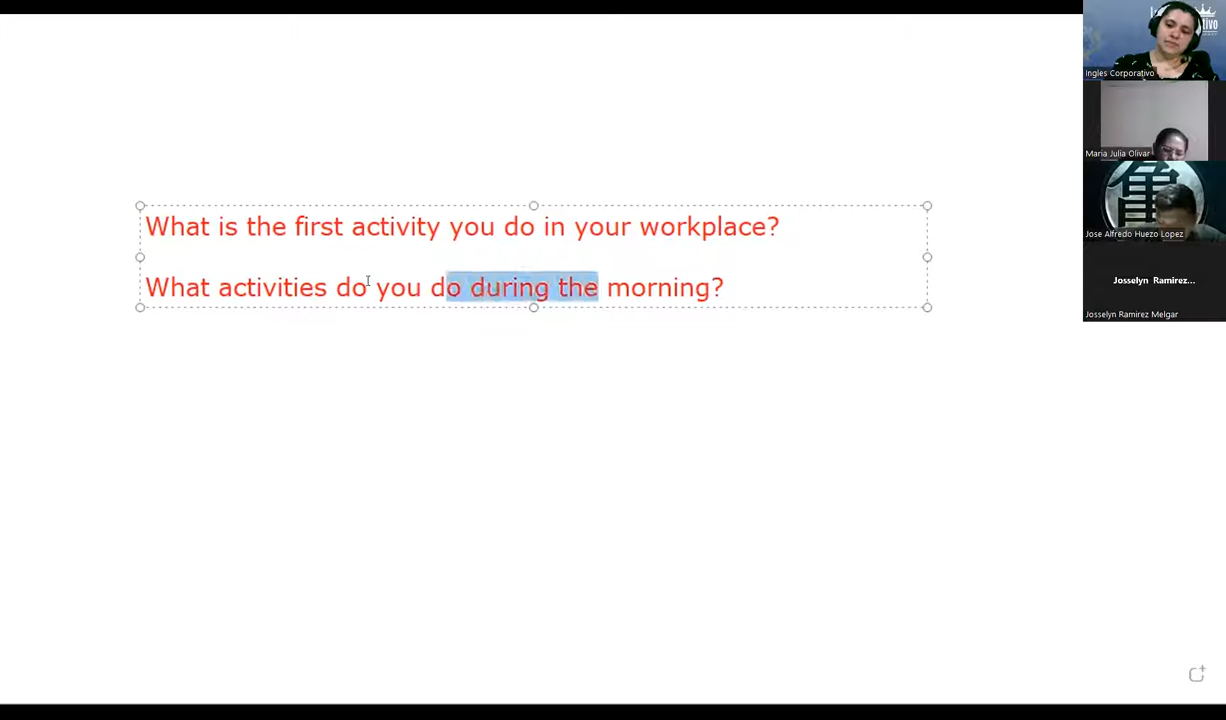 What is the first activity you do in your workplace?
What activities do you do during the morning?
tivo
Ingles Corporativo
Maria Julia Olivar
Jose Alfredo Huezo Lopez
Josselyn Ramirez...
Josselyn Ramirez Melgar